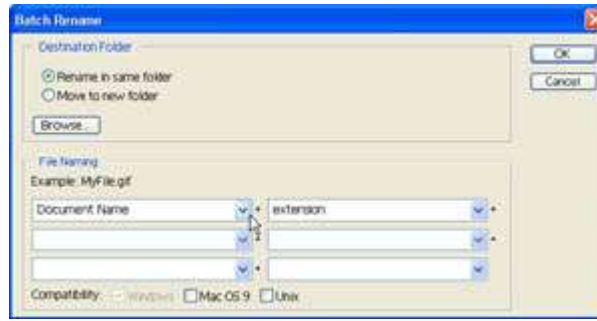 Batch Rename
Destination Folder
OK
Rename in same folder
Cancel
Move to new folder
Browse...
File Naming
Example: MyFile.gif
Document Name + extension +
+ +
+
Compatibility: Windows Mac OS 9 Unix